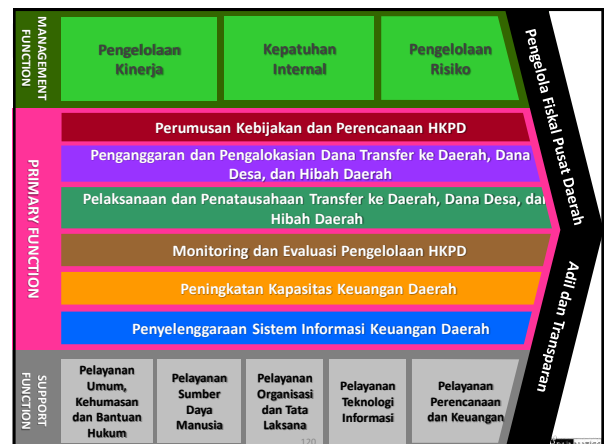 MANAGEMENT
FUNCTION
Pengelolaan
Kinerja
Kepatuhan
Internal
Pengelolaan
Risiko
PRIMARY FUNCTION
Perumusan Kebijakan dan Perencanaan HKPD
Penganggaran dan Pengalokasian Dana Transfer ke Daerah, Dana
Desa, dan Hibah Daerah
Pelaksanaan dan Penatausahaan Transfer ke Daerah, Dana Desa, da
Hibah Daerah
Monitoring dan Evaluasi Pengelolaan HKPD
Peningkatan Kapasitas Keuangan Daerah
Penyelenggaraan Sistem Informasi Keuangan Daerah
SUPPORT
FUNCTION
Pelayanan
Umum,
Kehumasan
dan Bantuan
Hukum
Pelayanan
Sumber
Daya
Manusia
Pelayanan
Organisasi
dan Tata
Laksana
Pelayanan
Teknologi
Informasi
Pelayanan
Perencanaan
dan Keuangan
Pengelola Fiskal Pusat Daerah
Adil dan Transparan
120